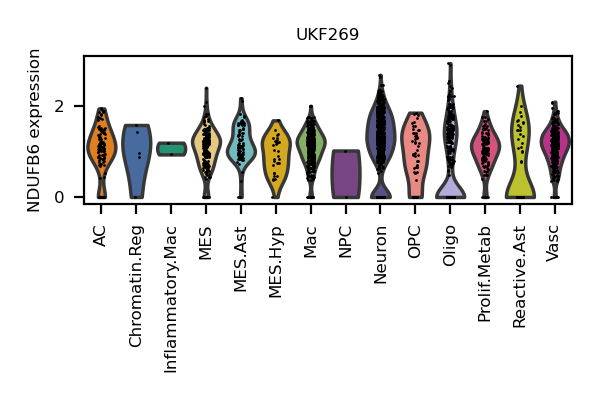 UKF269
NDUFB6 expression
2
0
AC
Chromatin.Reg
Inflammatory.Mac
MES
MES.Ast
MES.Hyp
Mac
NPC
Neuron
OPC
Oligo
Prolif.Metab
Reactive.Ast
Vasc